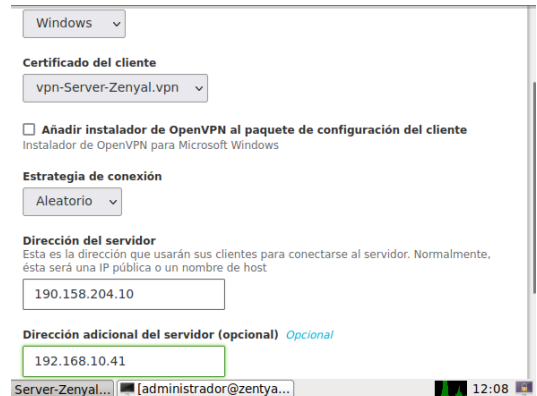 Windows
Certificado del cliente
vpn-Server-Zenyal.vpn
Añadir instalador de OpenVPN al paquete de configuración del cliente
Instalador de OpenVPN para Microsoft Windows
Estrategia de conexión
Aleatorio
Dirección del servidor
Esta es la dirección que usarán sus clientes para conectarse al servidor. Normalmente,
ésta será una IP pública o un nombre de host
190.158.204.10
Dirección adicional del servidor (opcional) Opcional
192.168.10.41
Server-Zenyal... [administrador@zentya... 12:08